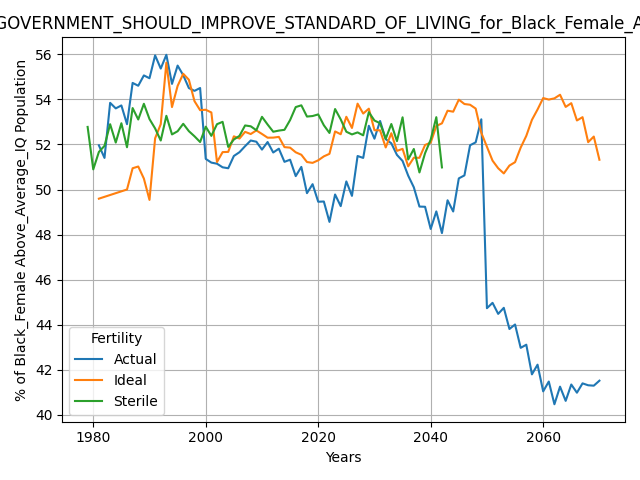 GOVERNMENT_SHOULD_IMPROVE_STANDARD_OF_LIVING_for_Black_Female_A
% of Black_Female Above_Average_IQ Population
56
54
52
50
48
46
44
42
40
Fertility
Actual
Ideal
Sterile
1980 2000 2020 2040 2060
Years